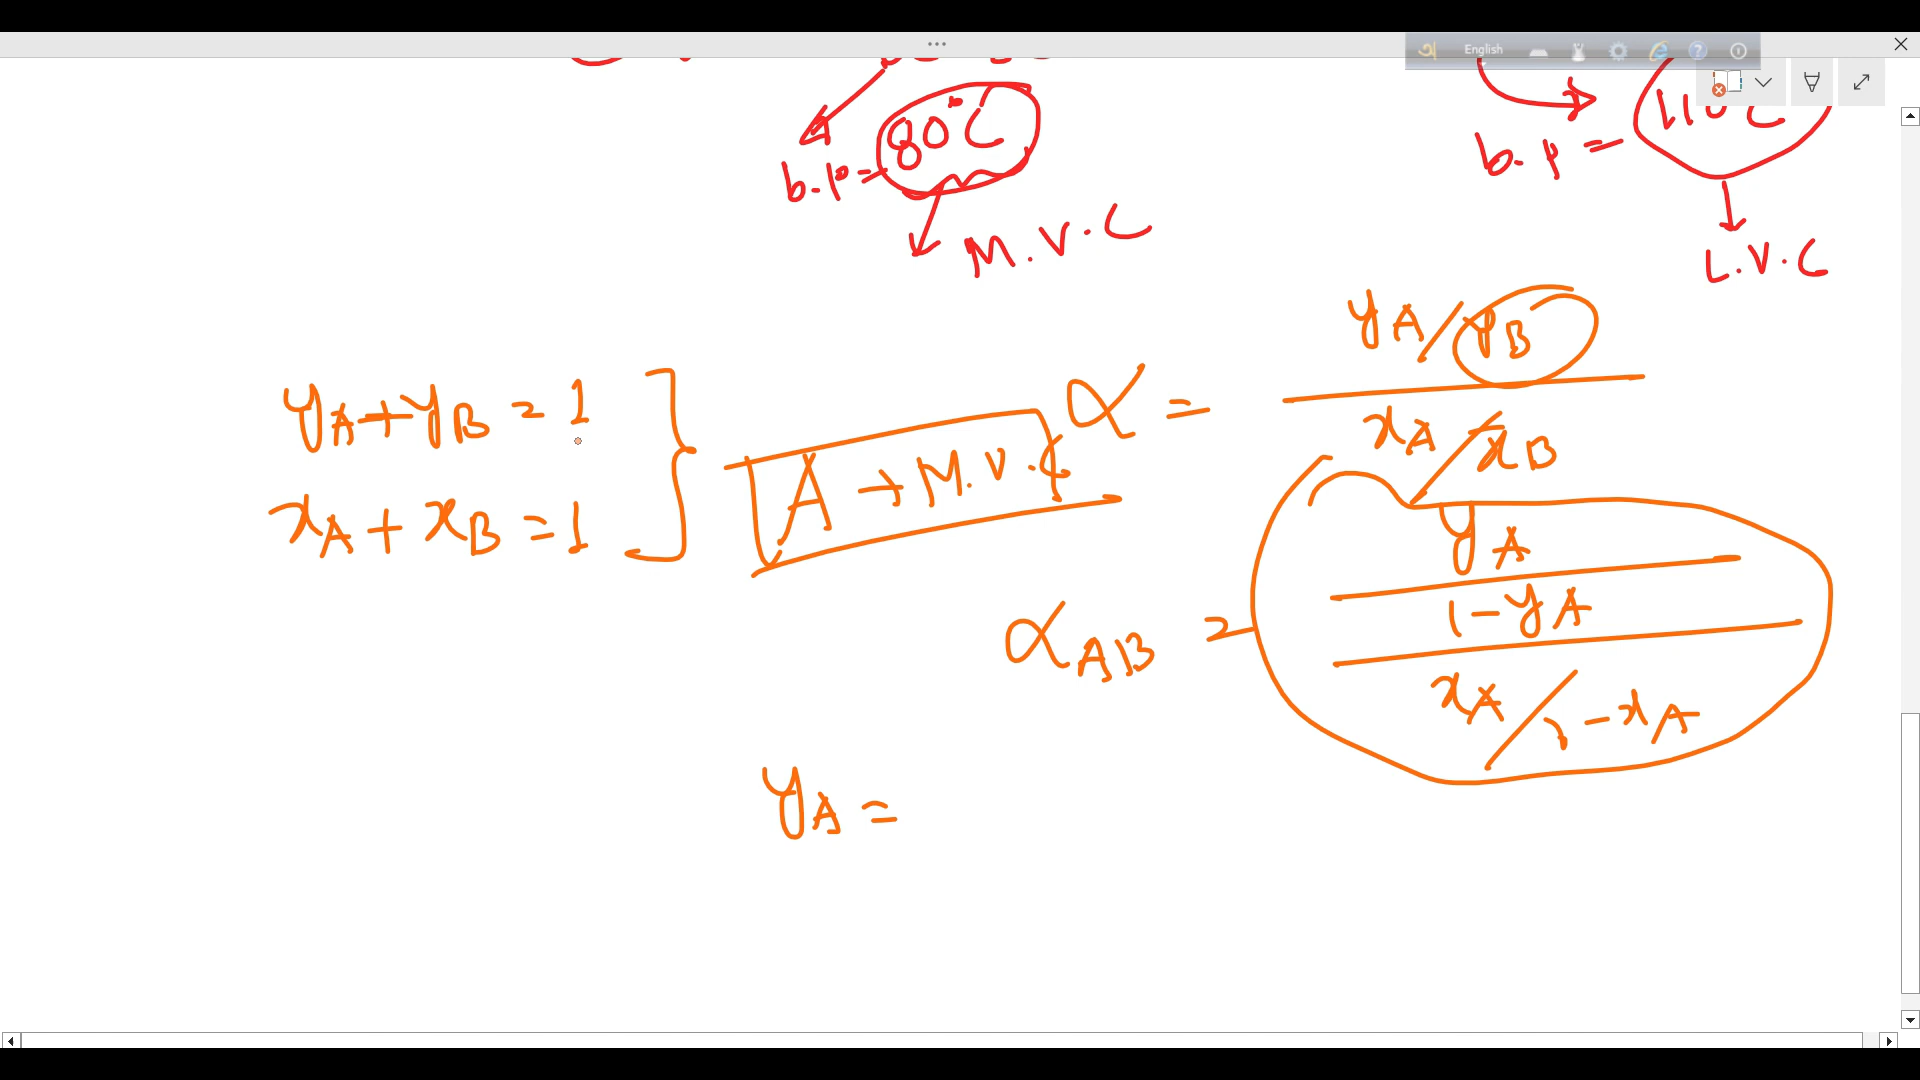 English
80°C
b.p =
M.V.C
110°C
b.p =
L.V.C
yA + yB = 1
xA + xB = 1
A → M.V.C
α = yA/yB
xA/xB
αAB = yA
1 - yA
xA/1 - xA
yA =